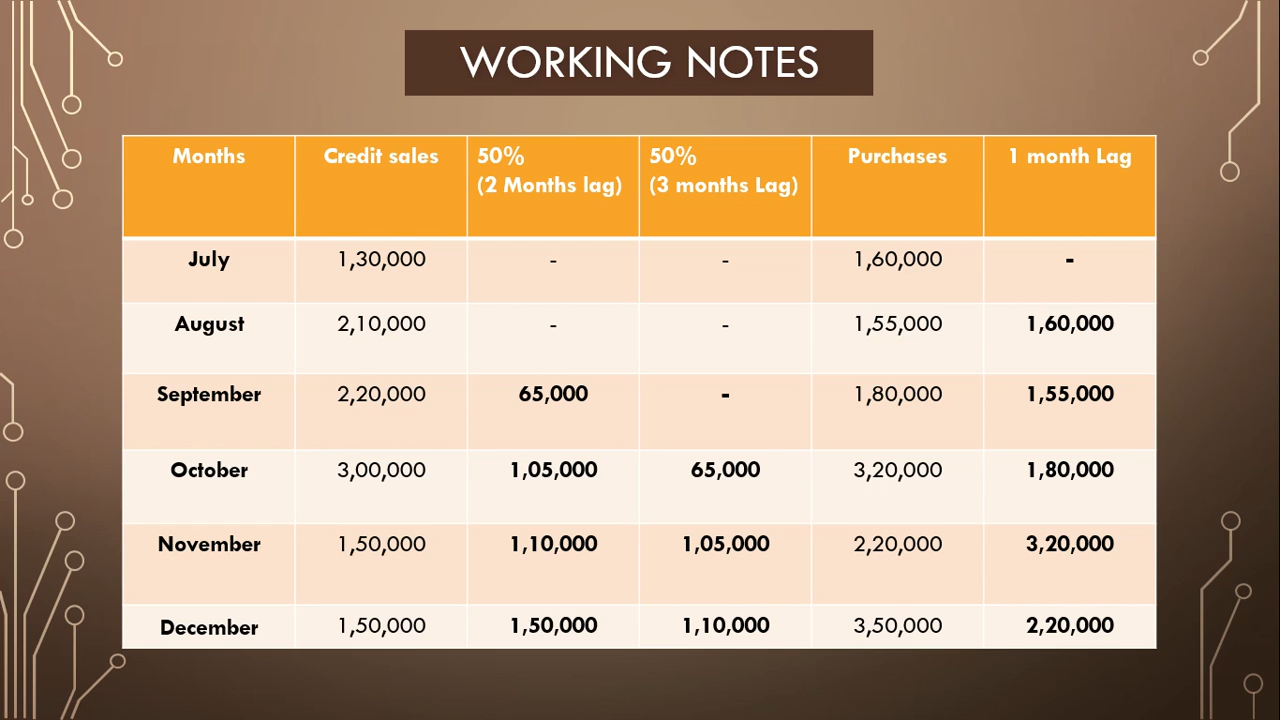 WORKING NOTES
Months Credit sales 50% (2 Months lag) 50% (3 months Lag) Purchases 1 month Lag
July 1,30,000 - - 1,60,000 -
August 2,10,000 - - 1,55,000 1,60,000
September 2,20,000 65,000 - 1,80,000 1,55,000
October 3,00,000 1,05,000 65,000 3,20,000 1,80,000
November 1,50,000 1,10,000 1,05,000 2,20,000 3,20,000
December 1,50,000 1,50,000 1,10,000 3,50,000 2,20,000